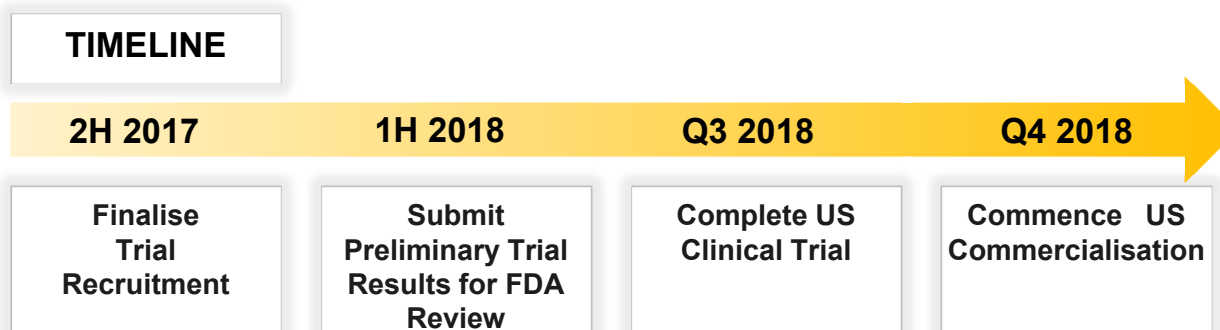 TIMELINE
2H 2017
1H 2018
Q3 2018
Q4 2018
Finalise
Trial
Recruitment
Submit
Preliminary Trial
Results for FDA
Review
Complete US
Clinical Trial
Commence US
Commercialisation